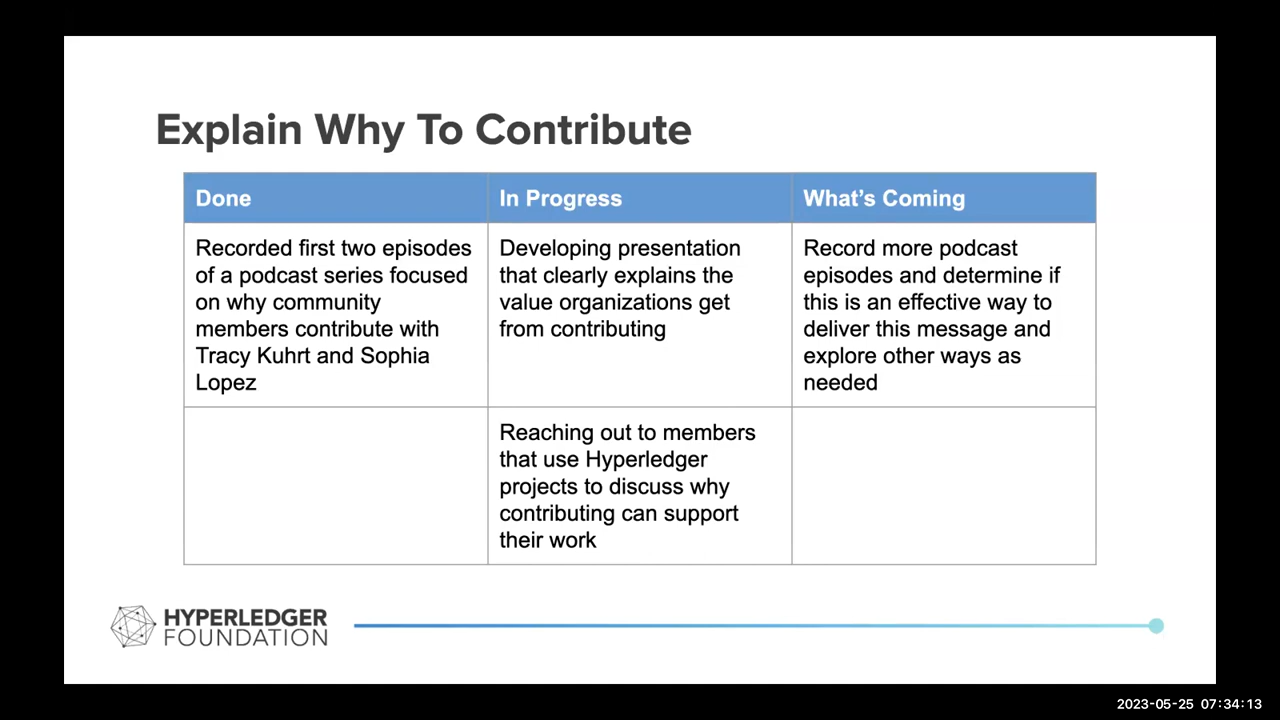 Explain Why To Contribute
Done
In Progress
What's Coming
Recorded first two episodes
of a podcast series focused
on why community
members contribute with
Tracy Kuhrt and Sophia
Lopez
Developing presentation
that clearly explains the
value organizations get
from contributing
Record more podcast
episodes and determine if
this is an effective way to
deliver this message and
explore other ways as
needed
Reaching out to members
that use Hyperledger
projects to discuss why
contributing can support
their work
HYPERLEDGER
FOUNDATION
2023-05-25 07:34:13